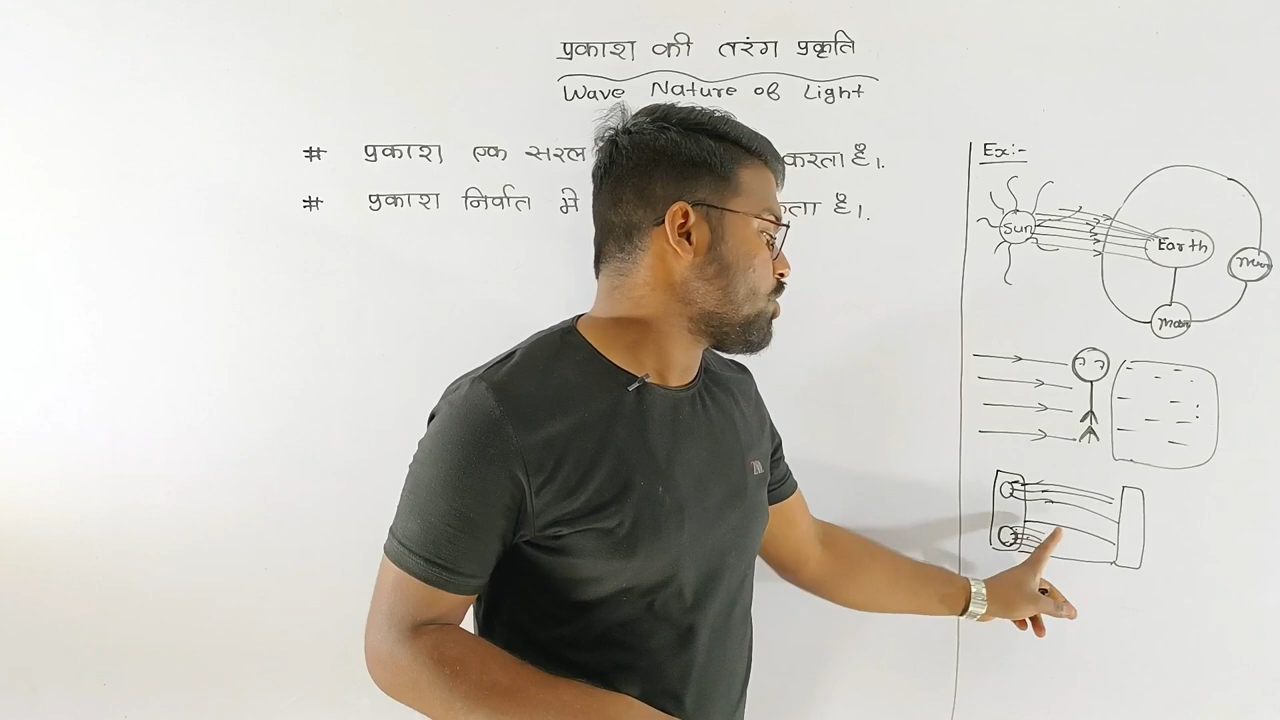 प्रकाश की तरंग प्रकृति
Wave Nature of Light
# प्रकाश एक सरल करता है।
# प्रकाश निर्वात मे है।
Ex:-
Sun
Earth
Moon
Moon